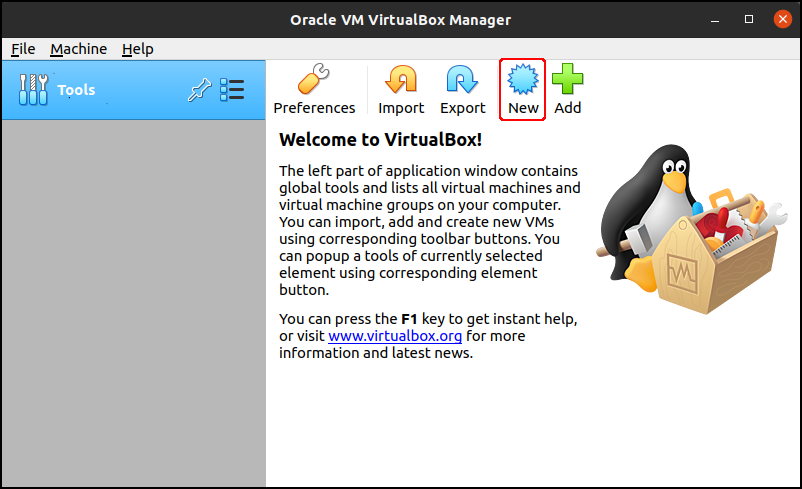 Oracle VM VirtualBox Manager
File Machine Help
Tools
Preferences Import Export New Add
Welcome to VirtualBox!
The left part of application window contains
global tools and lists all virtual machines and
virtual machine groups on your computer.
You can import, add and create new VMs
using corresponding toolbar buttons. You
can popup a tools of currently selected
element using corresponding element
button.
You can press the F1 key to get instant help,
or visit www.virtualbox.org for more
information and latest news.